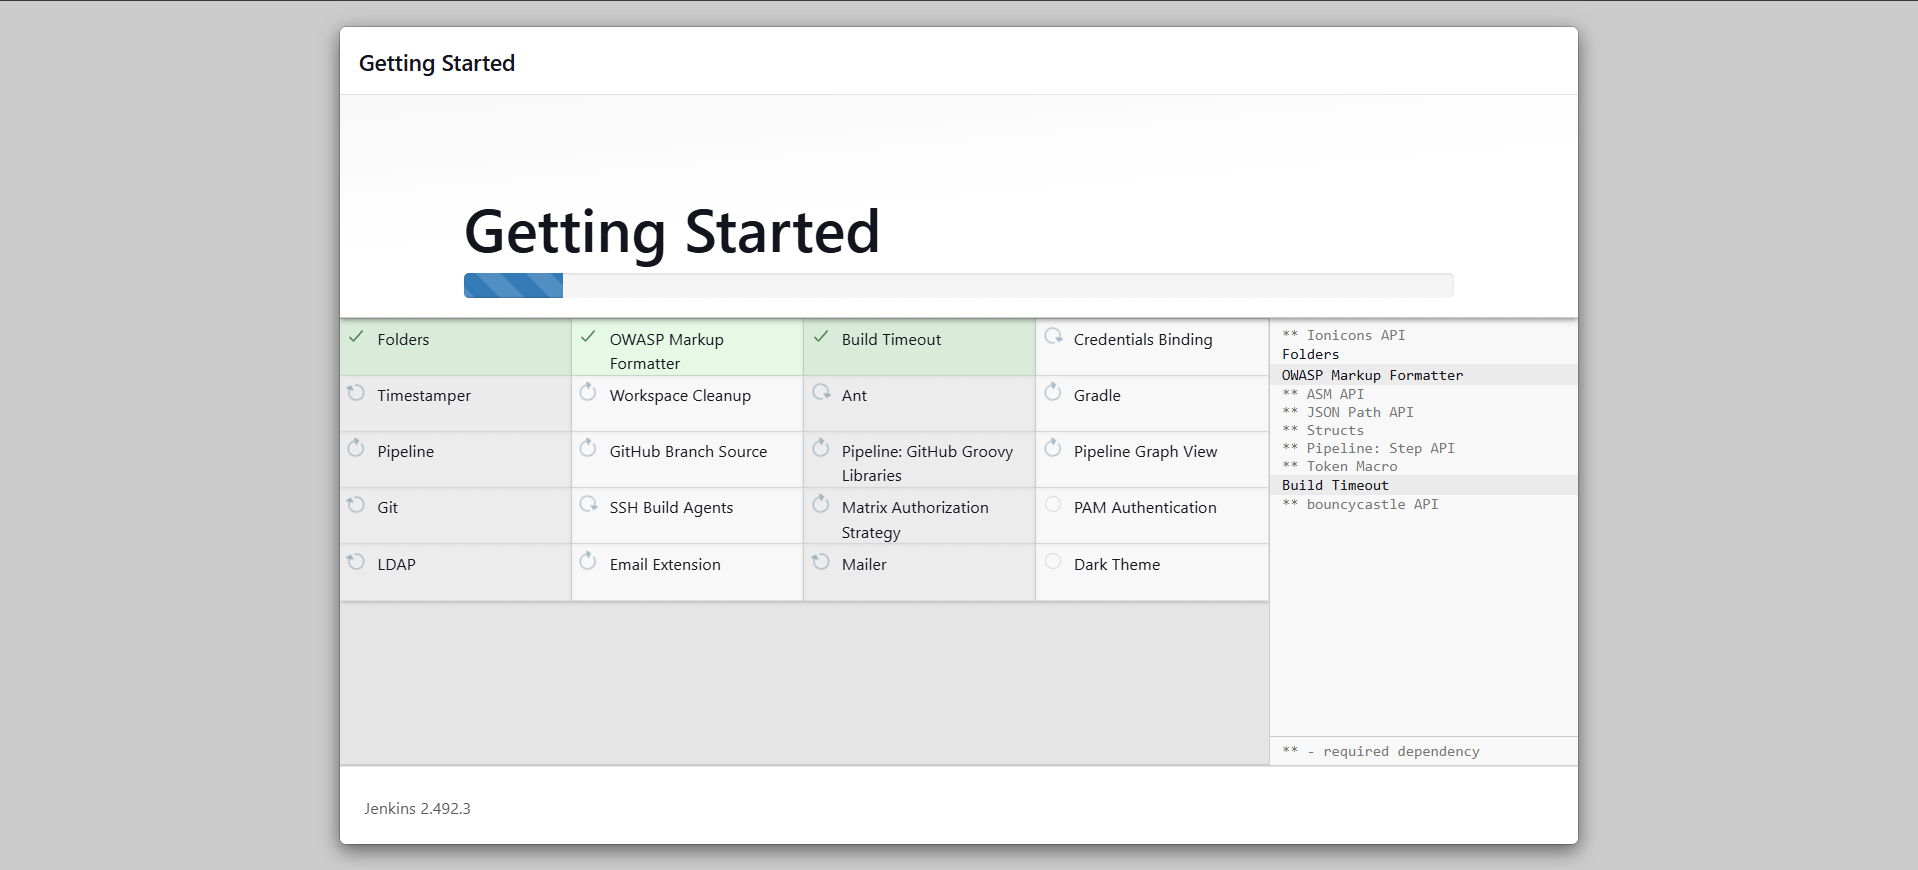 Getting Started
Getting Started
Folders
OWASP Markup
Formatter
Build Timeout
Credentials Binding
Timestamper
Workspace Cleanup
Ant
Gradle
Pipeline
GitHub Branch Source
Pipeline: GitHub Groovy
Libraries
Pipeline Graph View
Git
SSH Build Agents
Matrix Authorization
Strategy
PAM Authentication
LDAP
Email Extension
Mailer
Dark Theme
** Ionicons API
Folders
OWASP Markup Formatter
** ASM API
** JSON Path API
** Structs
** Pipeline: Step API
** Token Macro
Build Timeout
** bouncycastle API
** - required dependency
Jenkins 2.492.3